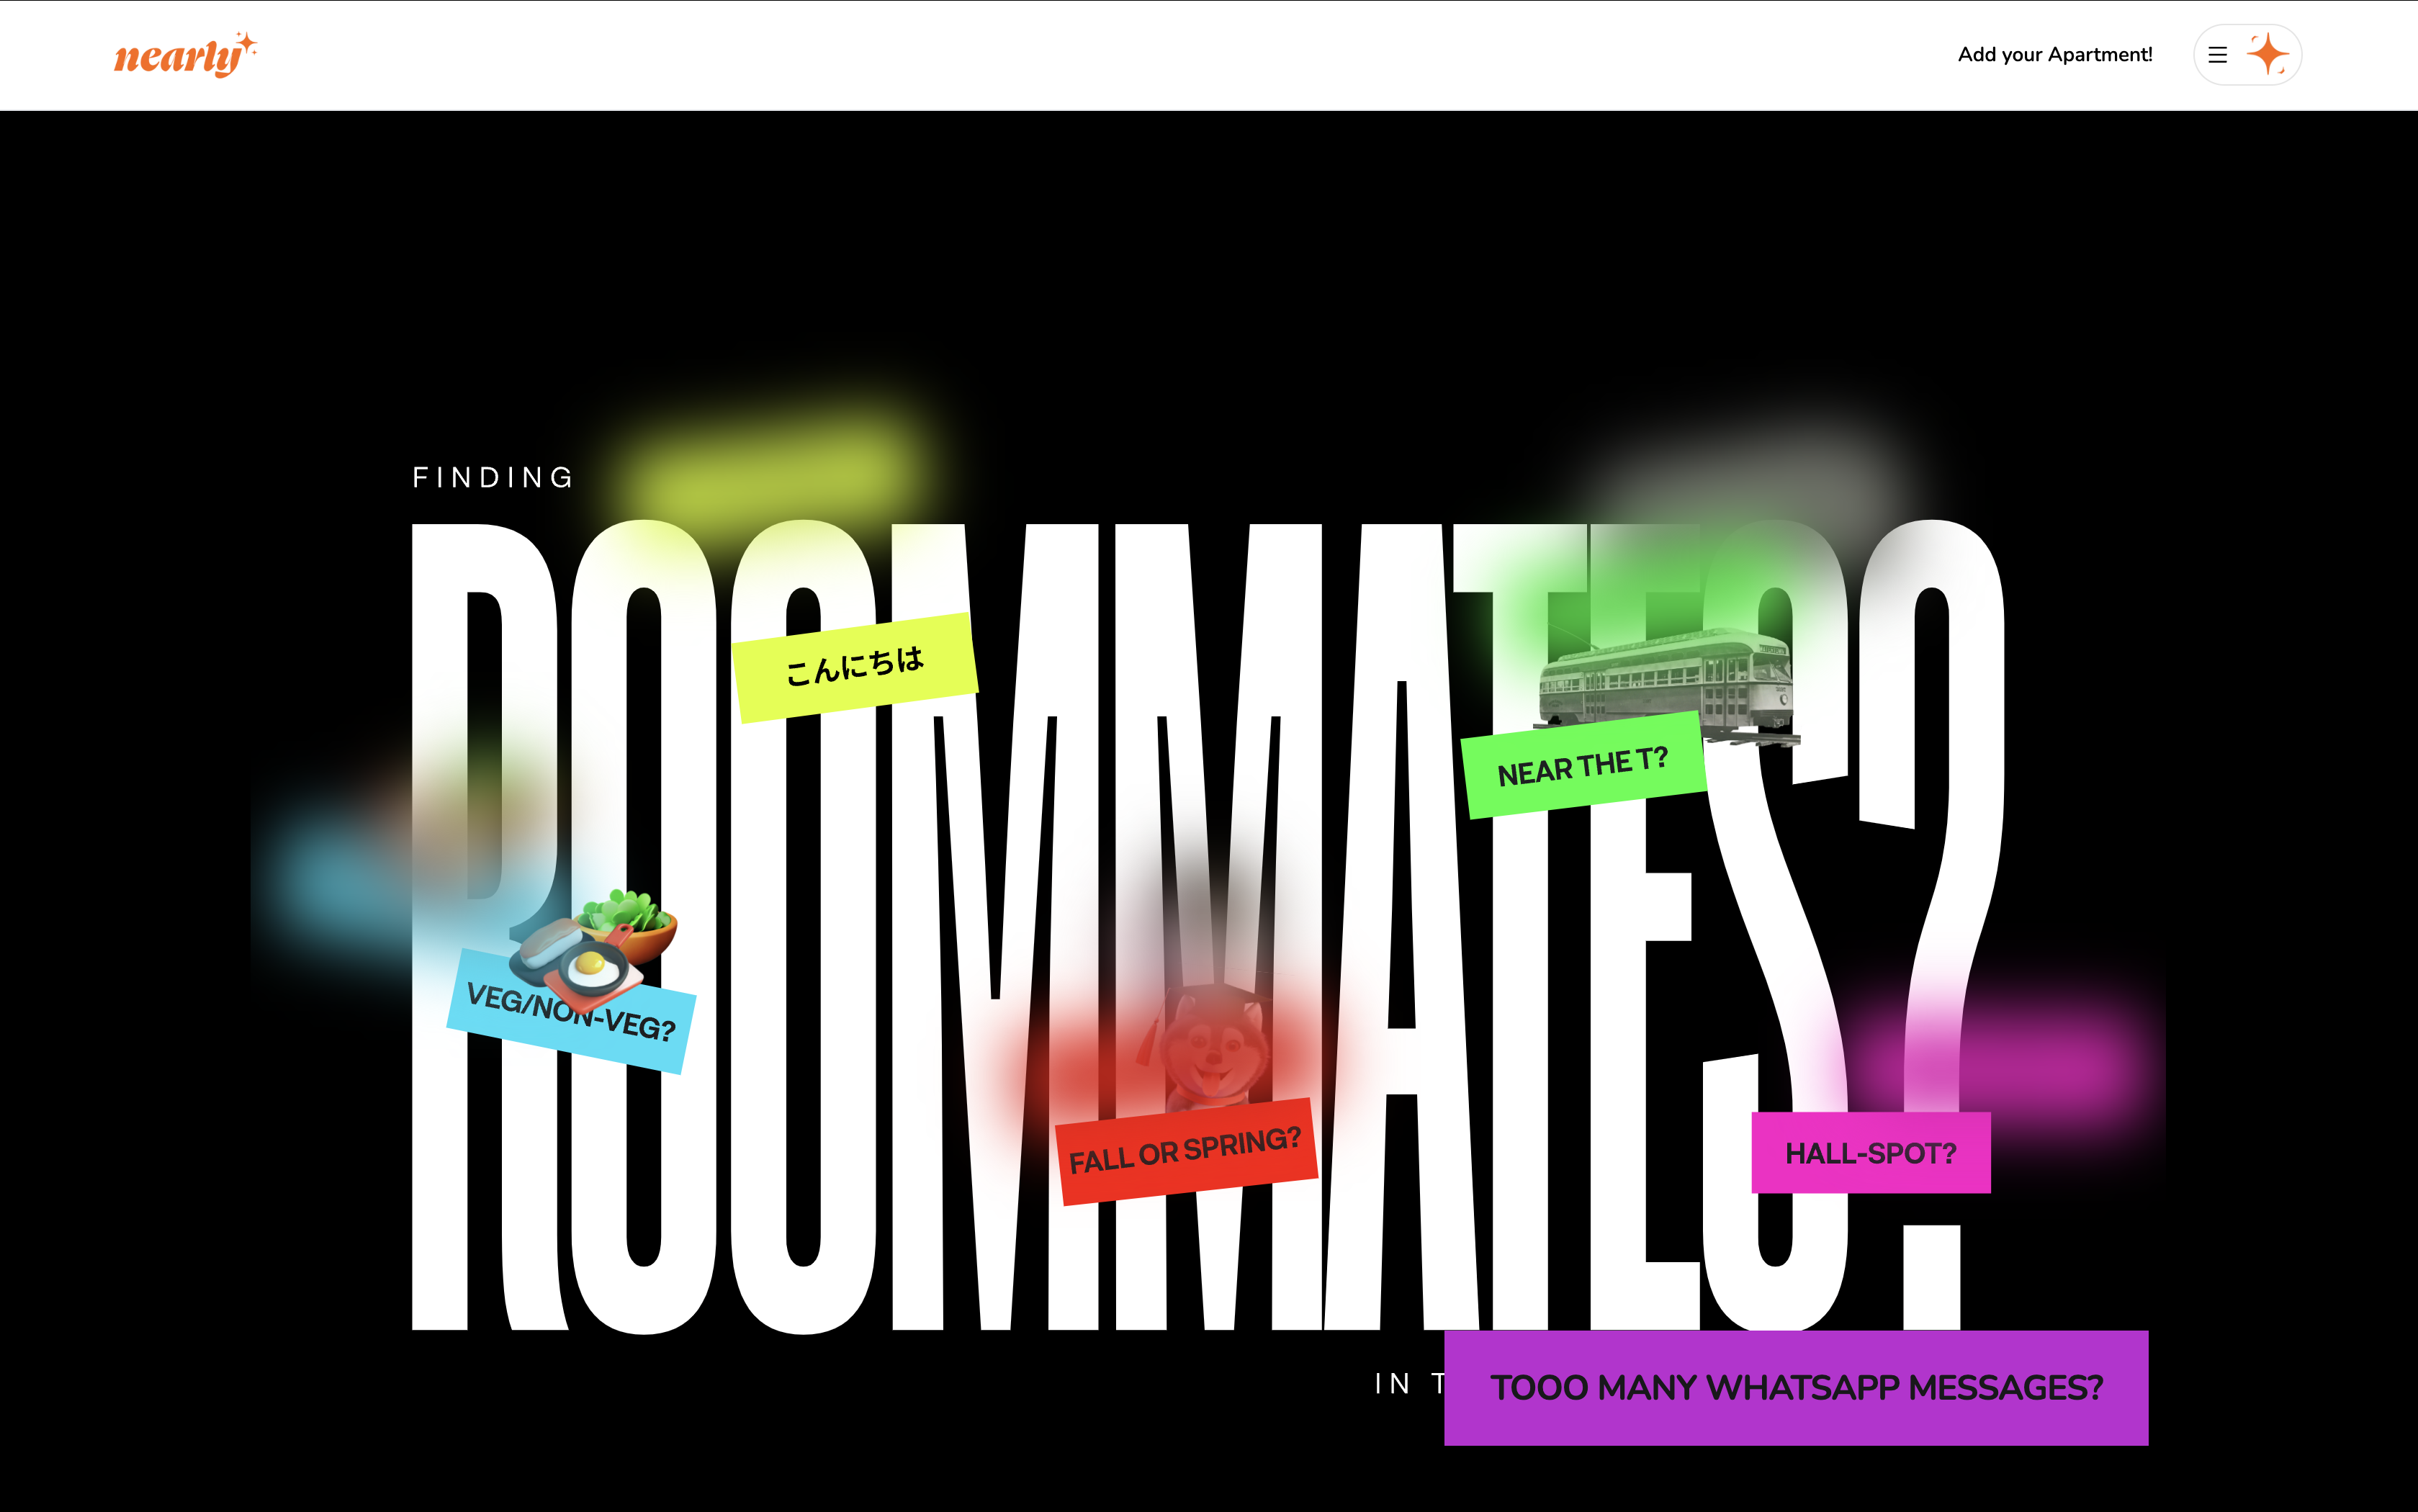 nearly
Add your Apartment!
FINDING
ROOMMATES?
こんにちは
NEAR THE T?
VEG/NON-VEG?
FALL OR SPRING?
HALL-SPOT?
IN T
TOOO MANY WHATSAPP MESSAGES?